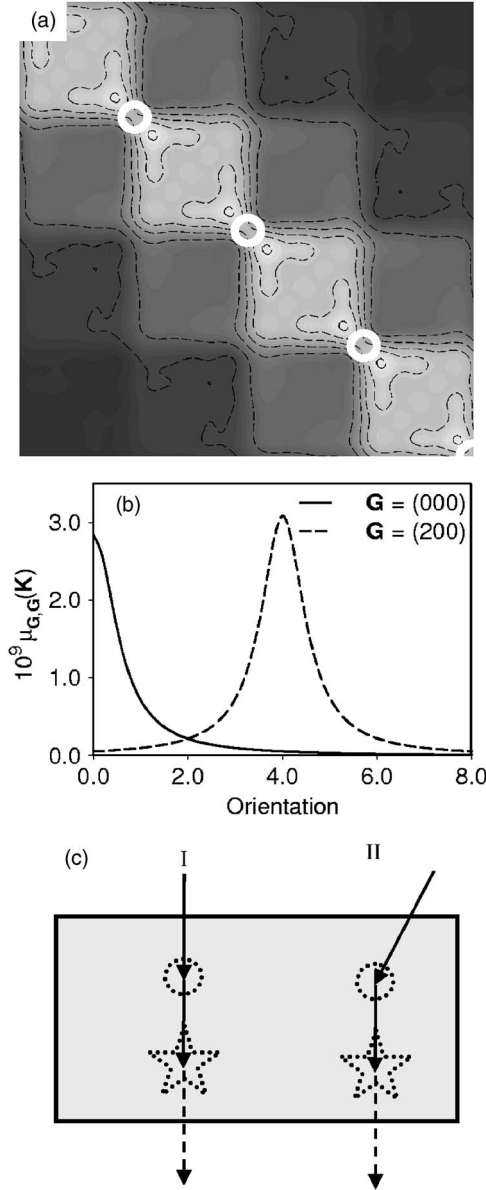 (a)
(b)
G = (000)
G = (200)
3.0
2.0
1.0
0.0
10⁹ μG,G(K)
0.0 2.0 4.0 6.0 8.0
Orientation
(c)
I
II